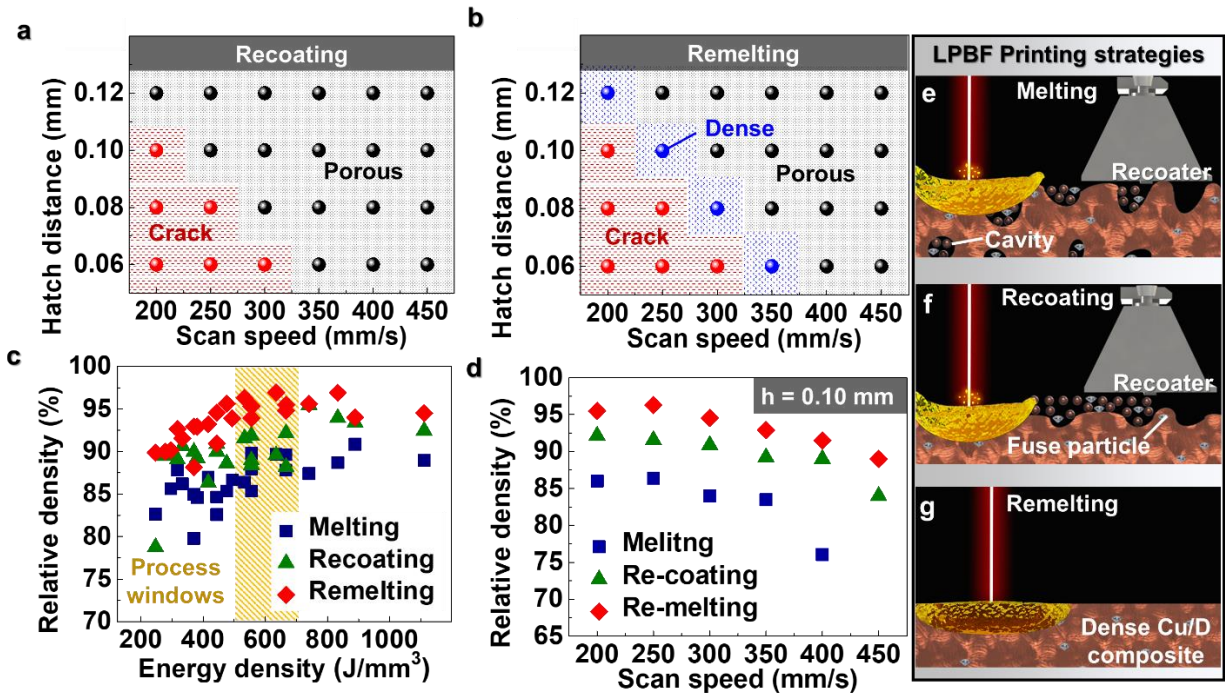 a
Recoating
Hatch distance (mm)
0.12
0.10
0.08
0.06
Porous
Crack
200 250 300 350 400 450
Scan speed (mm/s)
b
Remelting
Hatch distance (mm)
0.12
0.10
0.08
0.06
Dense
Porous
Crack
200 250 300 350 400 450
Scan speed (mm/s)
c
Relative density (%)
100
95
90
85
80
75
70
Melting
Recoating
Remelting
Process
windows
200 400 600 800 1000
Energy density (J/mm³)
d
h = 0.10 mm
Relative density (%)
100
95
90
85
80
75
70
65
Melitng
Re-coating
Re-melting
200 250 300 350 400 450
Scan speed (mm/s)
LPBF Printing strategies
e
Melting
Recoater
Cavity
f
Recoating
Recoater
Fuse particle
g
Remelting
Dense Cu/D
composite